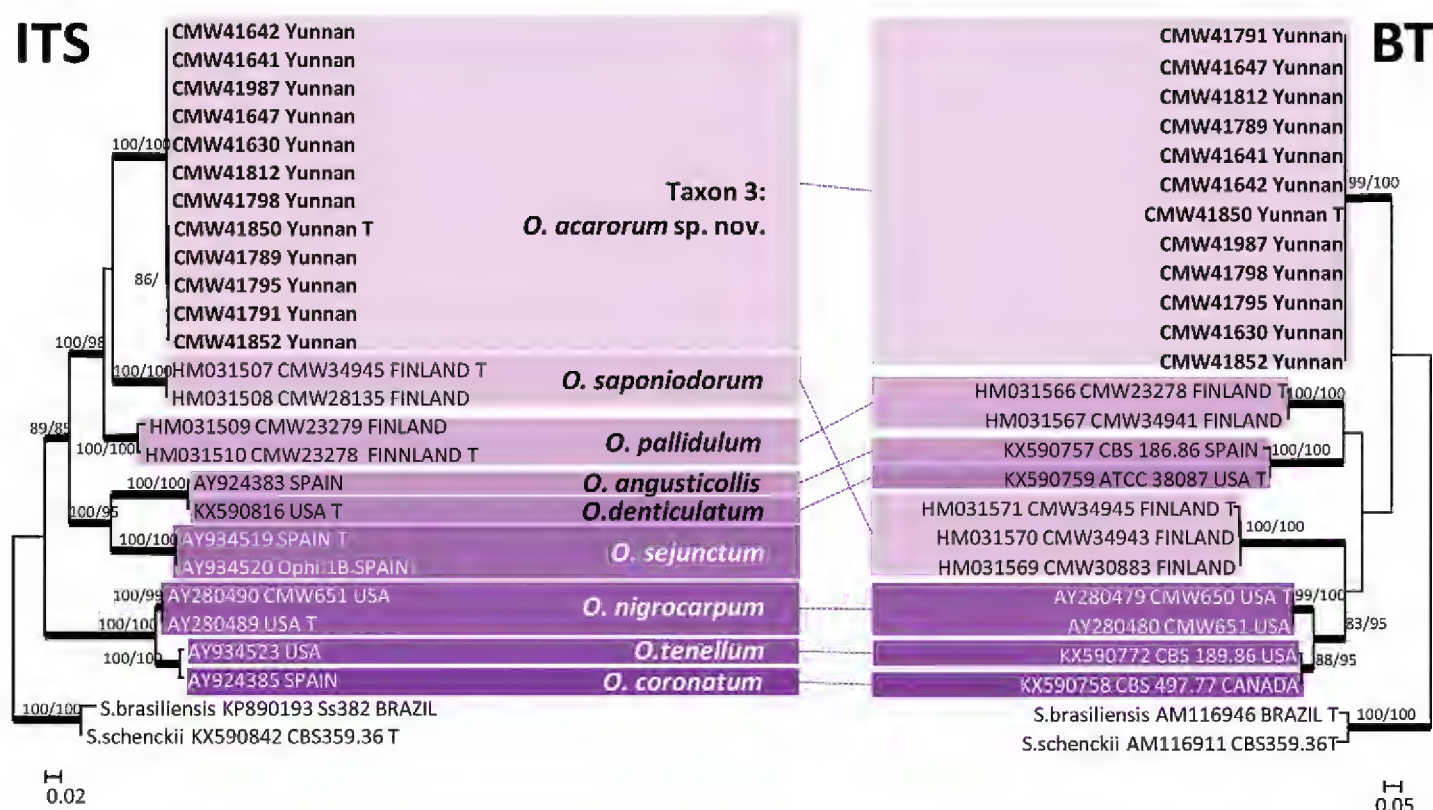 ITS
CMW41642 Yunnan
CMW41641 Yunnan
CMW41987 Yunnan
CMW41647 Yunnan
100/100
CMW41630 Yunnan
CMW41812 Yunnan
CMW41798 Yunnan
CMW41850 Yunnan T
CMW41789 Yunnan
86/
CMW41795 Yunnan
CMW41791 Yunnan
CMW41852 Yunnan
100/98
100/100
HM031507 CMW34945 FINLAND T
HM031508 CMW28135 FINLAND
89/85
HM031509 CMW23279 FINLAND
100/100
HM031510 CMW23278 FINNLAND T
100/100
AY924383 SPAIN
KX590816 USA T
100/95
100/100
AY934519 SPAIN T
AY934520 Ophi1B SPAIN
100/99
AY280490 CMW651 USA
100/100
AY280489 USA T
100/100
AY934523 USA
AY924385 SPAIN
100/100
S.brasiliensis KP890193 Ss382 BRAZIL
S.schenckii KX590842 CBS359.36 T
0.02
Taxon 3:
O. acarorum sp. nov.
O. saponiodorum
O. pallidulum
O. angusticollis
O.denticulatum
O. sejunctum
O. nigrocarpum
O.tenellum
O. coronatum
BT
CMW41791 Yunnan
CMW41647 Yunnan
CMW41812 Yunnan
CMW41789 Yunnan
CMW41641 Yunnan
CMW41642 Yunnan
99/100
CMW41850 Yunnan T
CMW41987 Yunnan
CMW41798 Yunnan
CMW41795 Yunnan
CMW41630 Yunnan
CMW41852 Yunnan
HM031566 CMW23278 FINLAND T
100/100
HM031567 CMW34941 FINLAND
KX590757 CBS 186.86 SPAIN
100/100
KX590759 ATCC 38087 USA T
HM031571 CMW34945 FINLAND T
100/100
HM031570 CMW34943 FINLAND
HM031569 CMW30883 FINLAND
AY280479 CMW650 USA T
99/100
AY280480 CMW651 USA
83/95
KX590772 CBS 189.86 USA
88/95
KX590758 CBS 497.77 CANADA
S.brasiliensis AM116946 BRAZIL T
100/100
S.schenckii AM116911 CBS359.36T
0.05